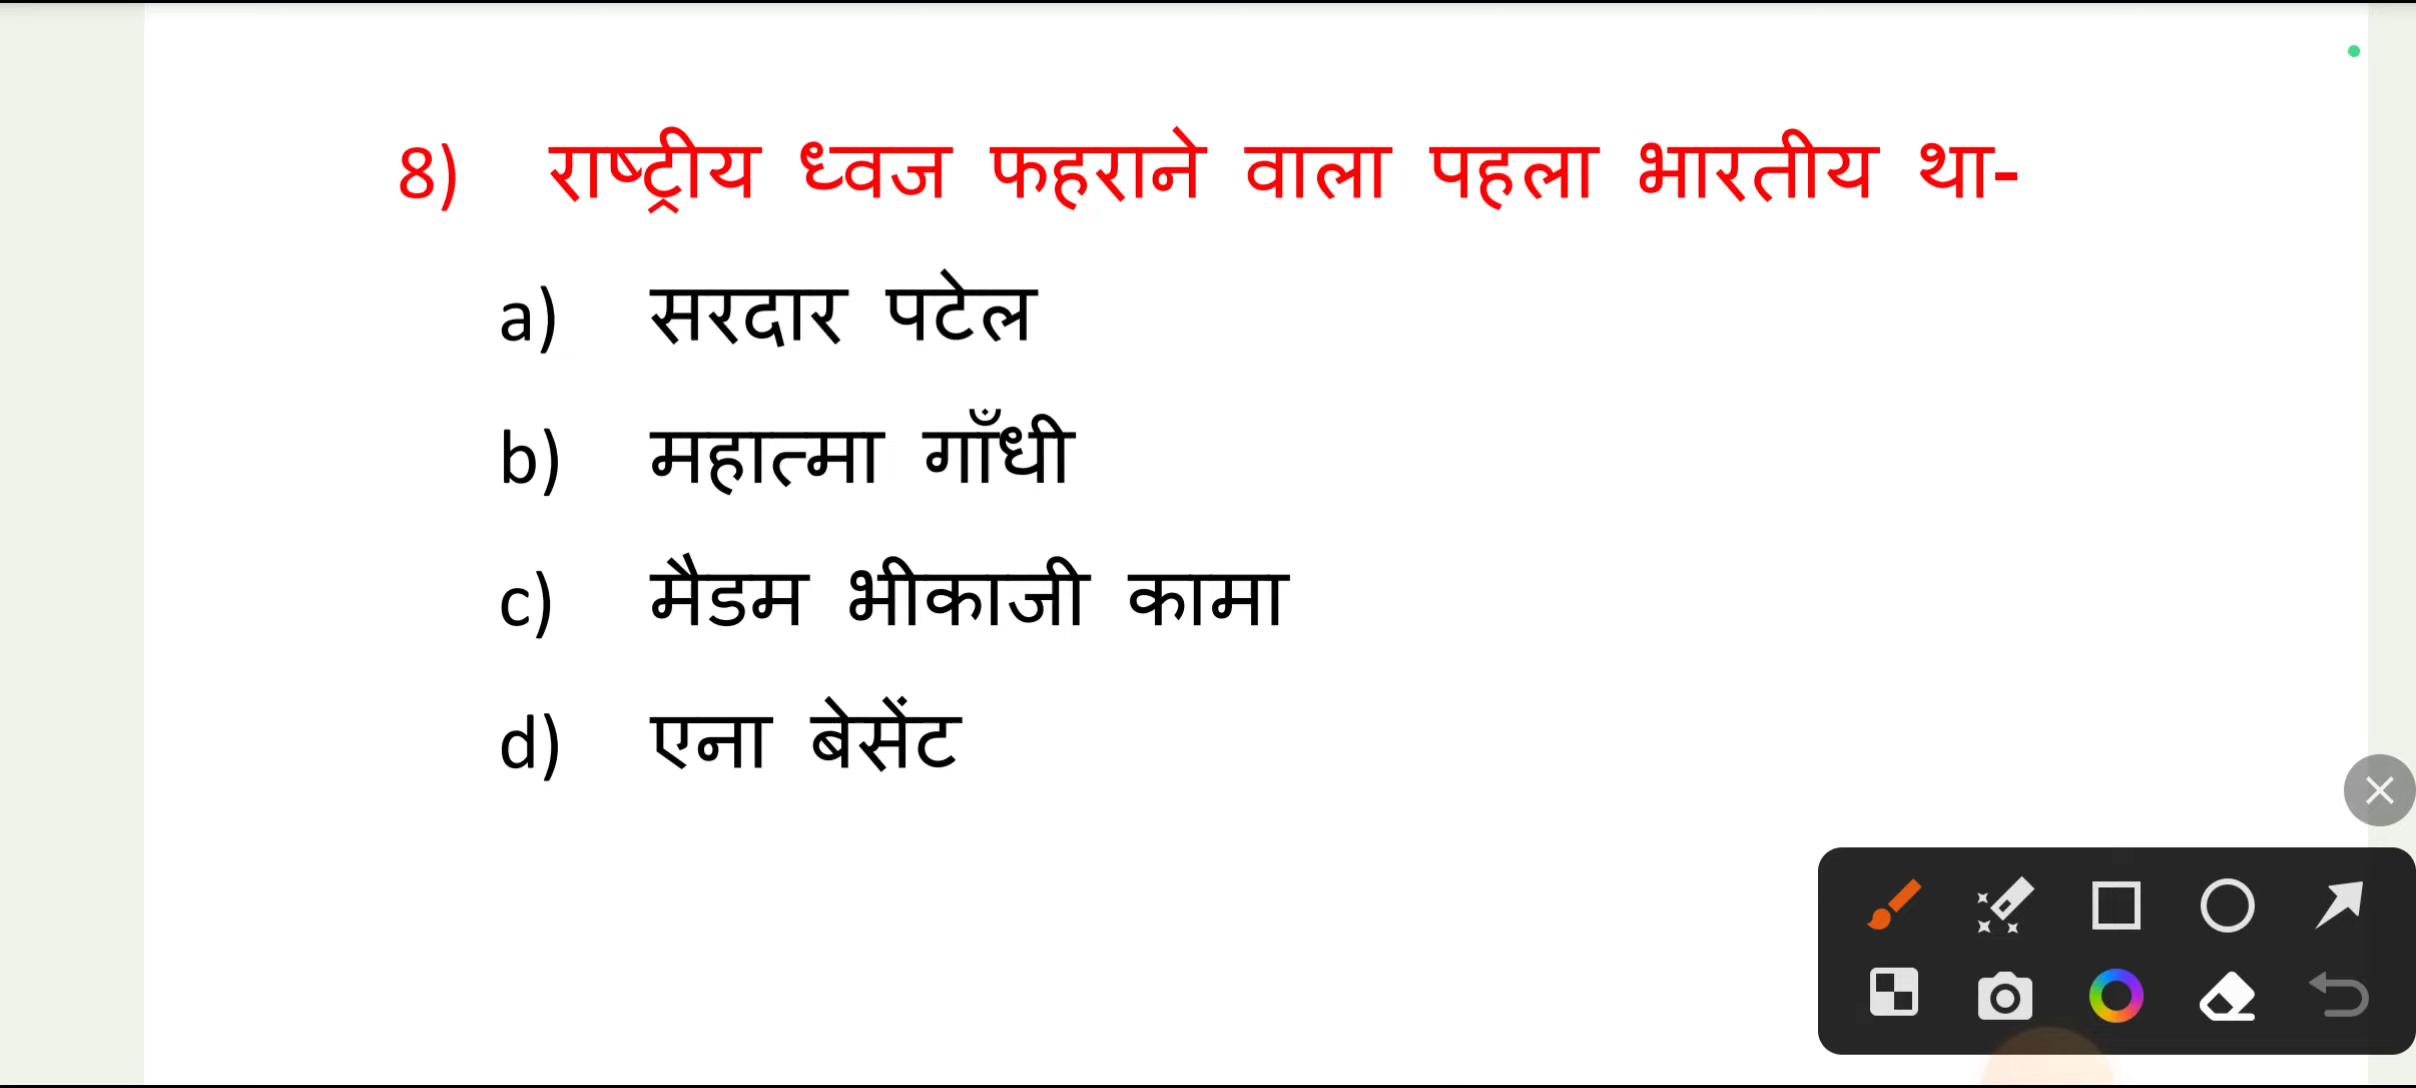 8) राष्ट्रीय ध्वज फहराने वाला पहला भारतीय था-
a) सरदार पटेल
b) महात्मा गाँधी
c) मैडम भीकाजी कामा
d) एना बेसेंट